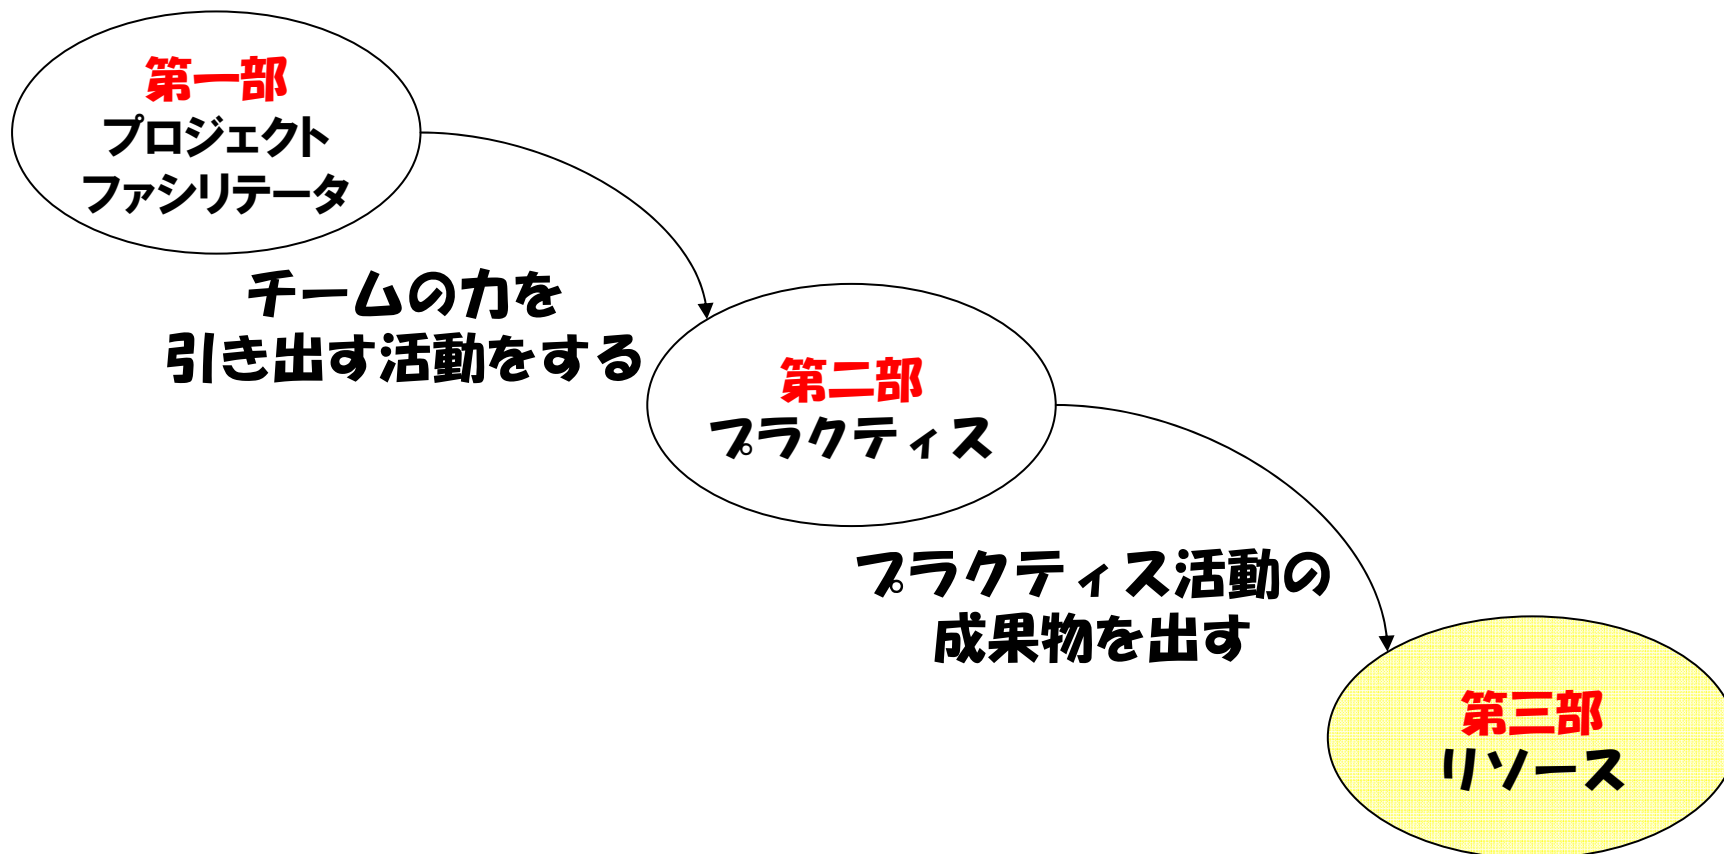 第一部
プロジェクト
ファシリテータ
チームの力を
引き出す活動をする
第二部
プラクティス
プラクティス活動の
成果物を出す
第三部
リソース